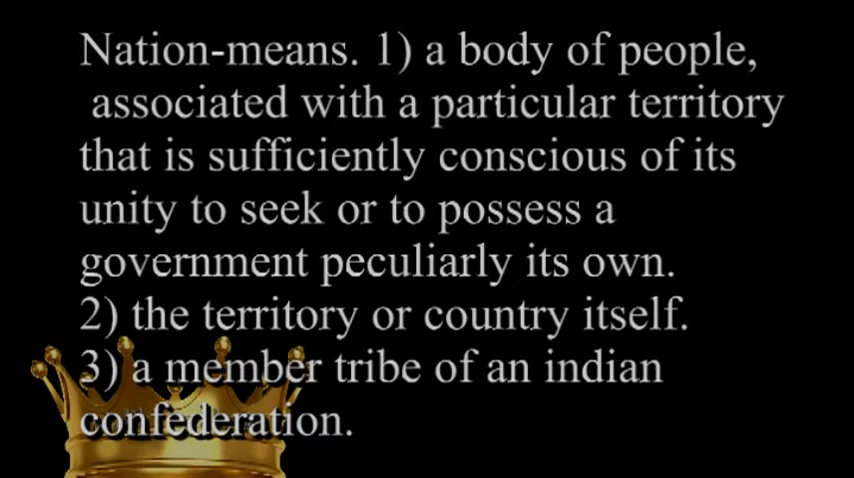 Nation-means. 1) a body of people,
associated with a particular territory
that is sufficiently conscious of its
unity to seek or to possess a
government peculiarly its own.
2) the territory or country itself.
3) a member tribe of an indian
confederation.